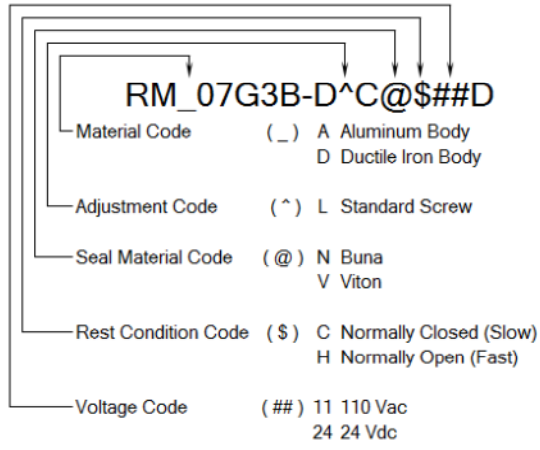 RM_07G3B-D^C@$##D
Material Code ( _ ) A Aluminum Body
D Ductile Iron Body
Adjustment Code ( ^ ) L Standard Screw
Seal Material Code ( @ ) N Buna
V Viton
Rest Condition Code ( $ ) C Normally Closed (Slow)
H Normally Open (Fast)
Voltage Code ( ## ) 11 110 Vac
24 24 Vdc